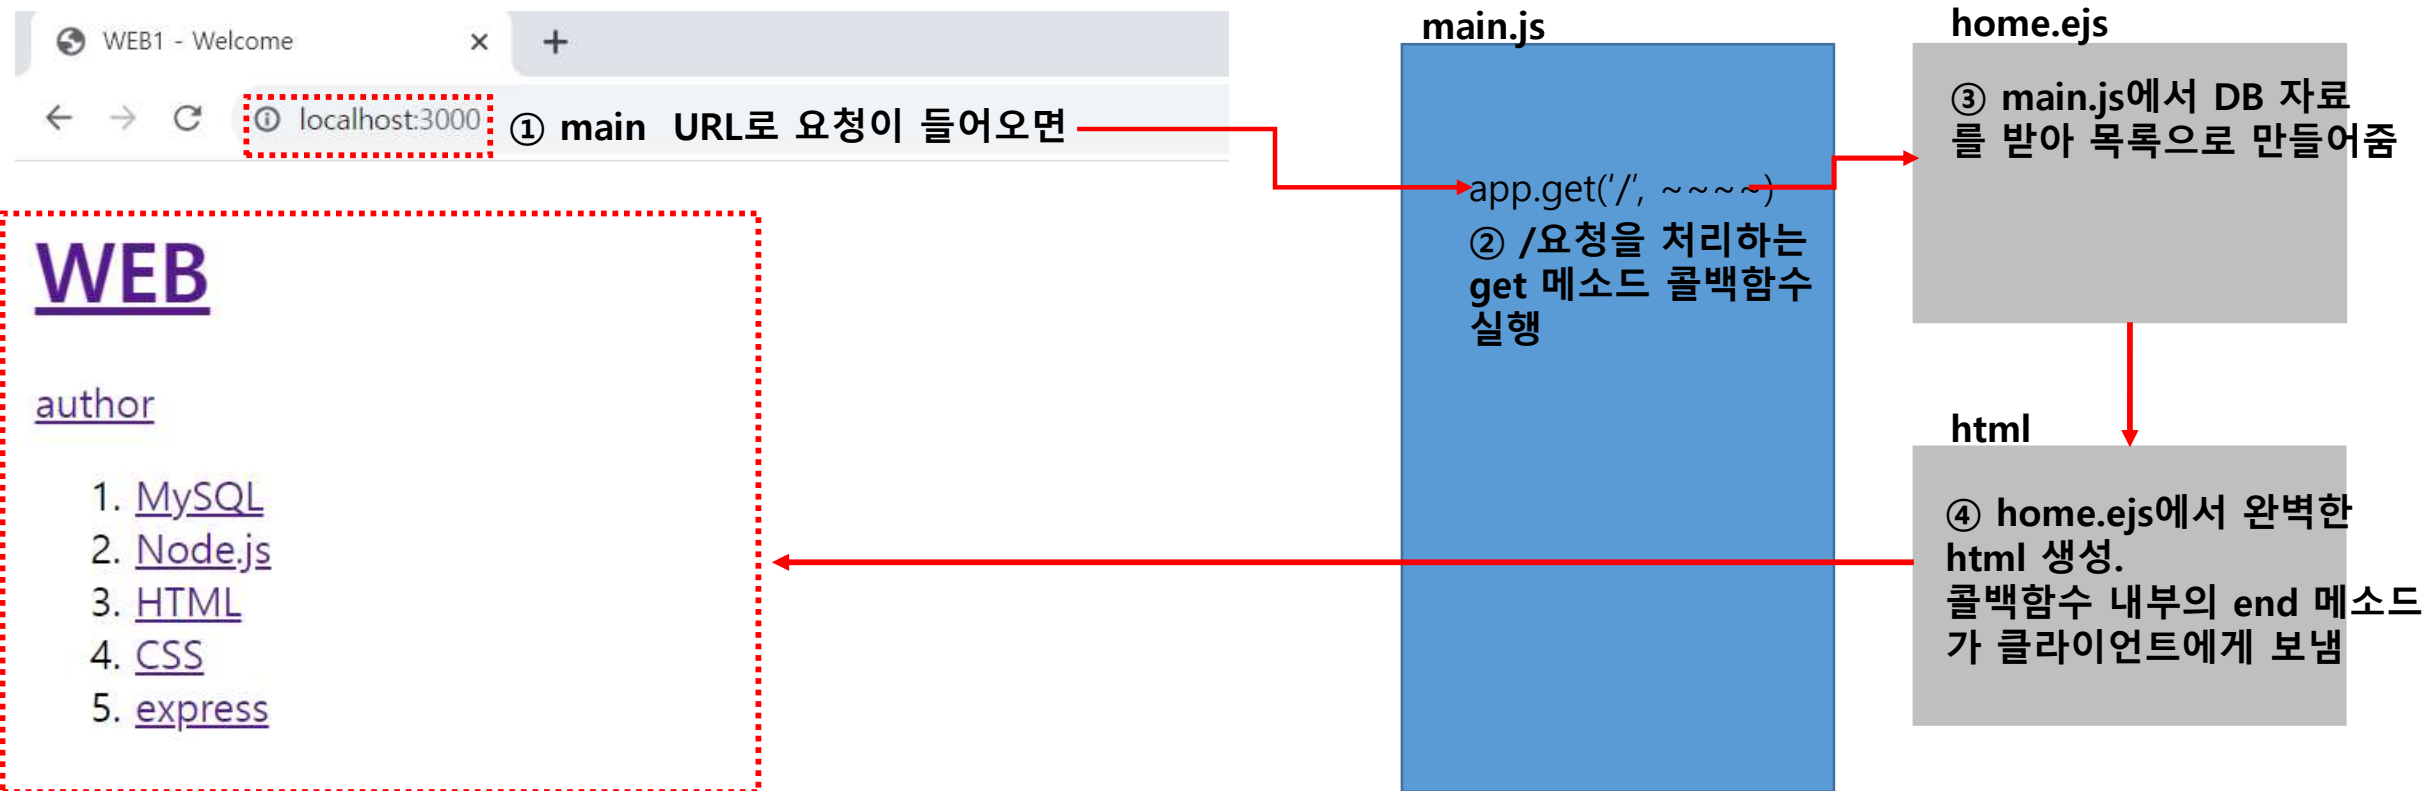 WEB1 - Welcome
localhost:3000
① main URL로 요청이 들어오면
WEB
author
1. MySQL
2. Node.js
3. HTML
4. CSS
5. express
main.js
app.get('/', ~~~~)
② /요청을 처리하는
get 메소드 콜백함수
실행
home.ejs
③ main.js에서 DB 자료
를 받아 목록으로 만들어줌
html
④ home.ejs에서 완벽한
html 생성.
콜백함수 내부의 end 메소드
가 클라이언트에게 보냄